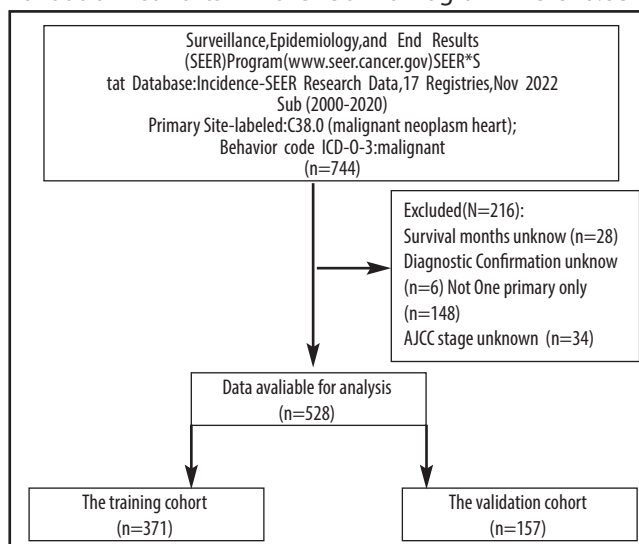 Surveillance,Epidemiology,and End Results
(SEER)Program(www.seer.cancer.gov)SEER*S
tat Database:Incidence-SEER Research Data,17 Registries,Nov 2022
Sub (2000-2020)
Primary Site-labeled:C38.0 (malignant neoplasm heart);
Behavior code ICD-O-3:malignant
(n=744)
Excluded(N=216):
Survival months unknow (n=28)
Diagnostic Confirmation unknow
(n=6) Not One primary only
(n=148)
AJCC stage unknown (n=34)
Data avaliable for analysis
(n=528)
The training cohort
(n=371)
The validation cohort
(n=157)